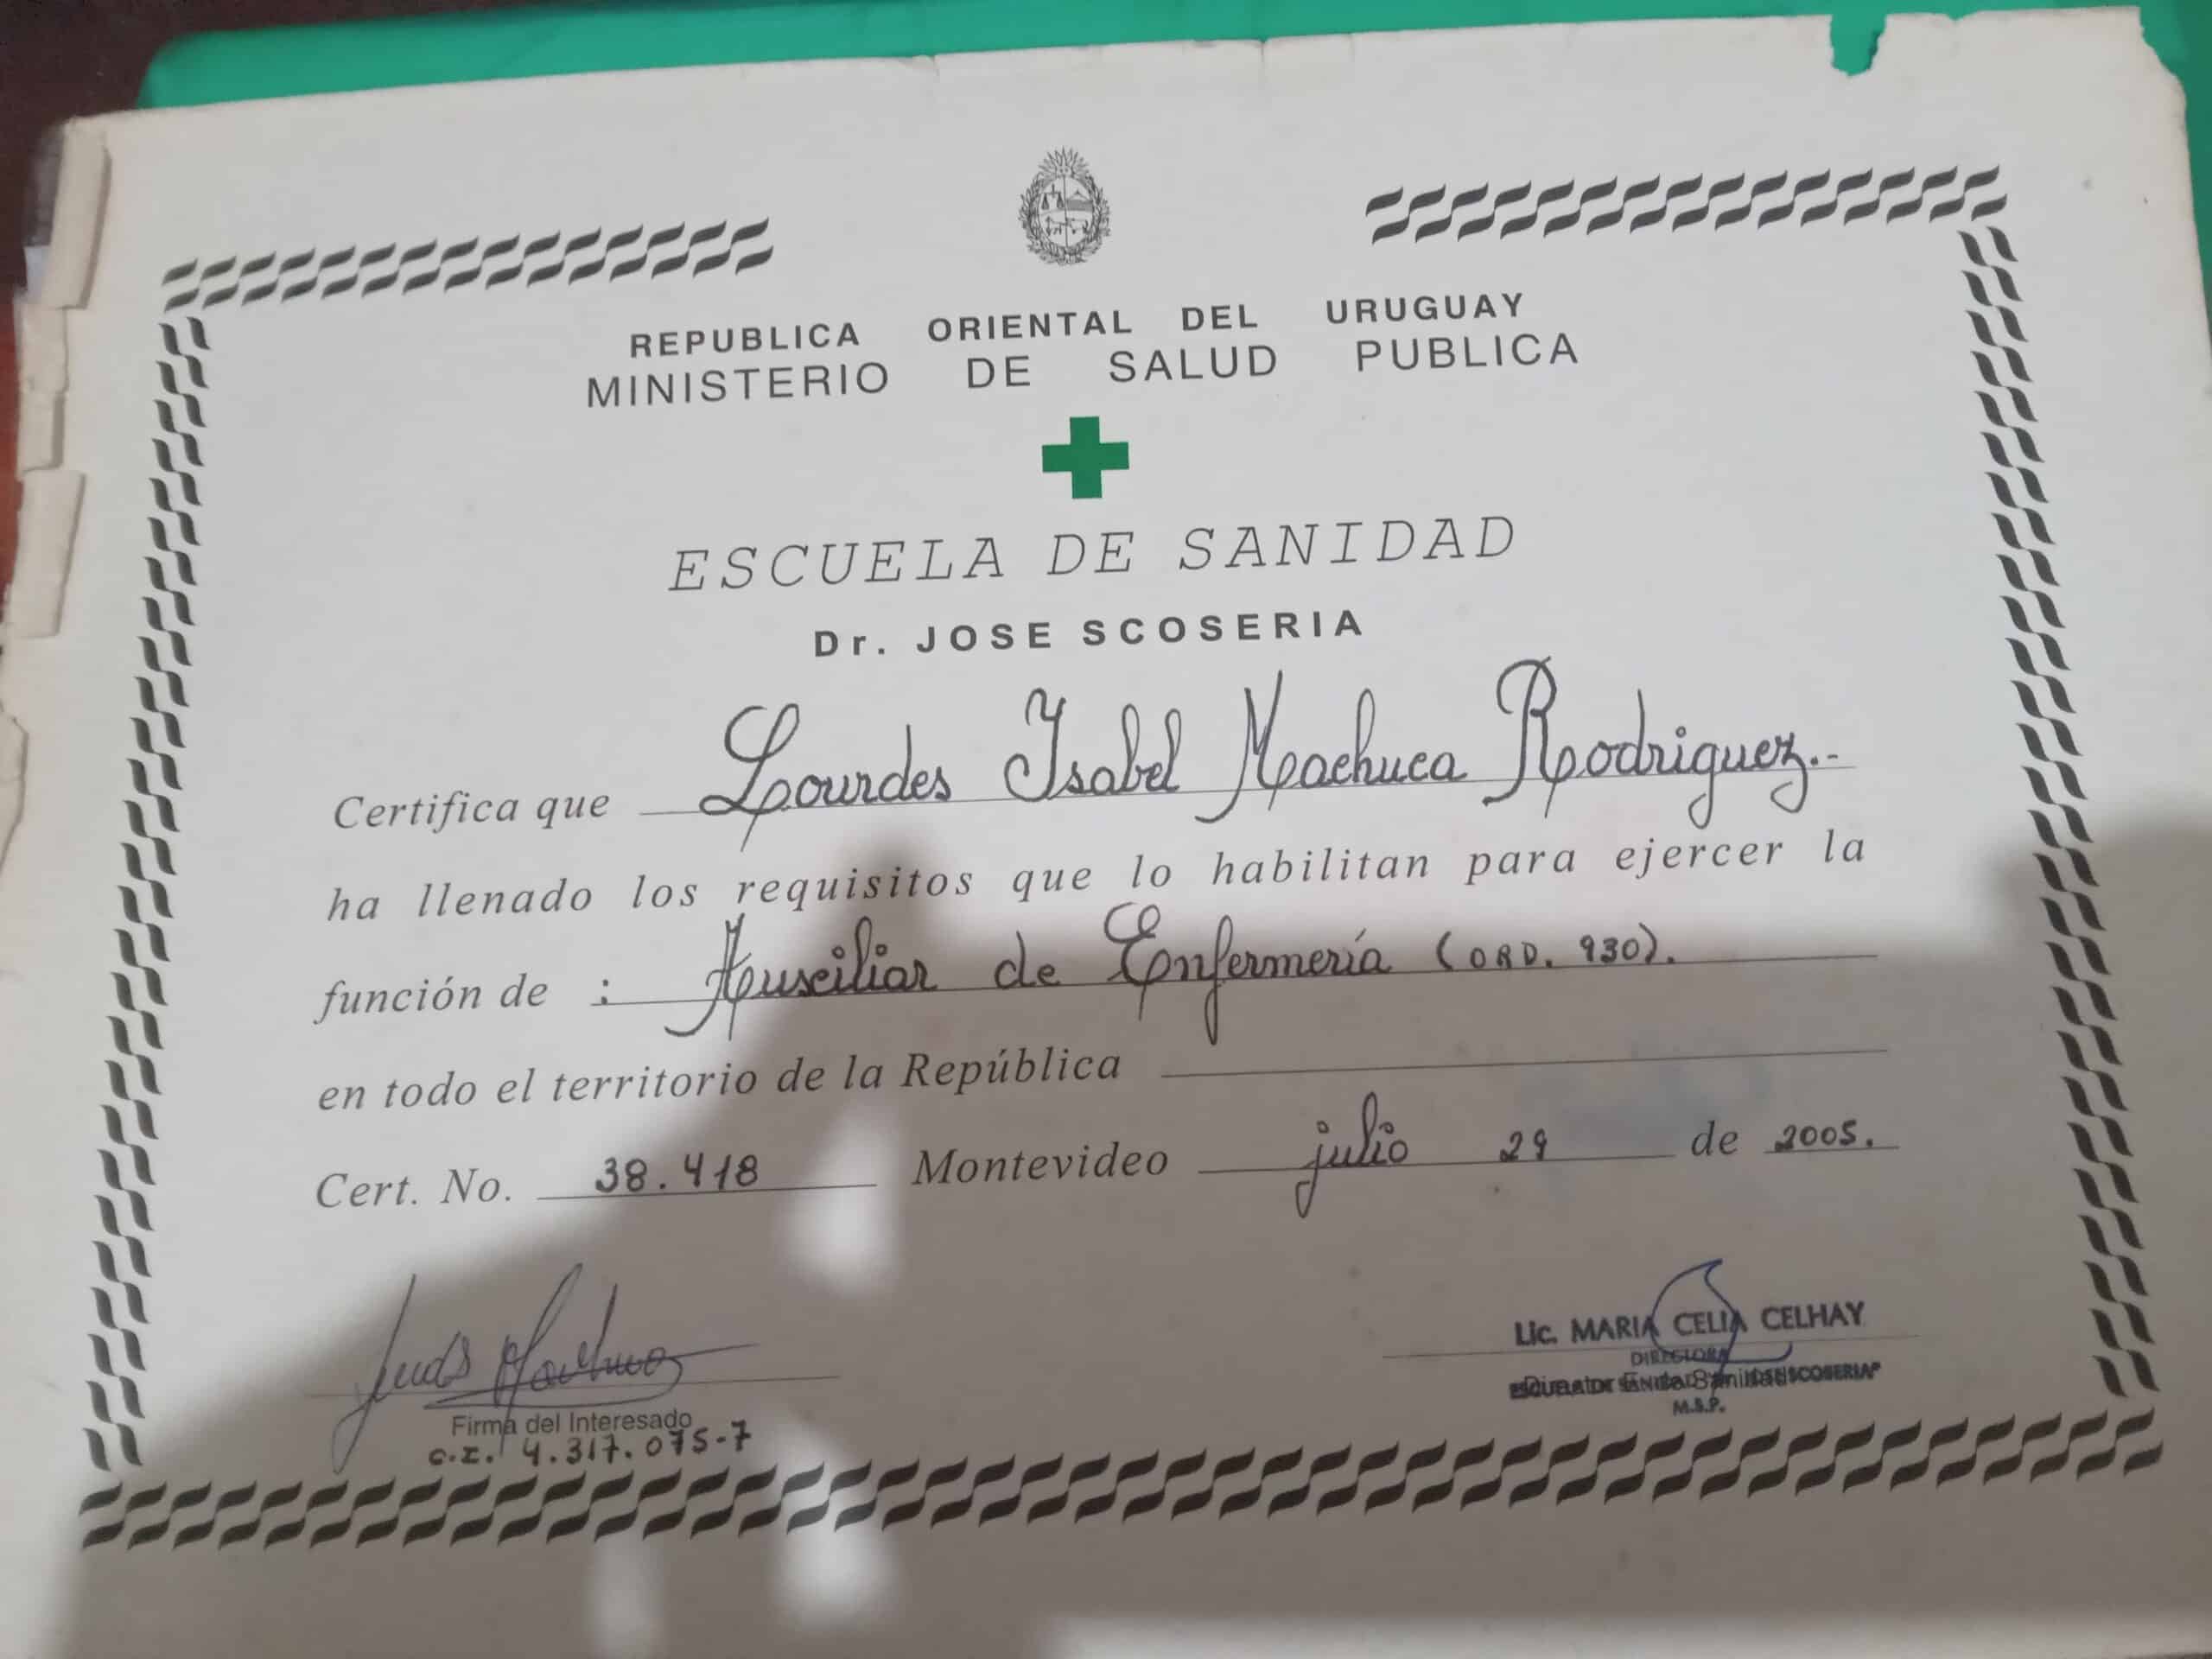 REPUBLICA ORIENTAL DEL URUGUAY
MINISTERIO DE SALUD PUBLICA
ESCUELA DE SANIDAD
Dr. JOSE SCOSERIA
Certifica que Lourdes Isabel Machuca Rodriguez.-
ha llenado los requisitos que lo habilitan para ejercer la
función de : Auxiliar de Enfermería (ORD. 930).
en todo el territorio de la República
Cert. No. 38.418 Montevideo julio 29 de 2005.
Machuca
Lic. MARIA CELIA CELHAY
DIRECTORA
M.S.P.
Firma del Interesado
C.I. 4.317.075-7